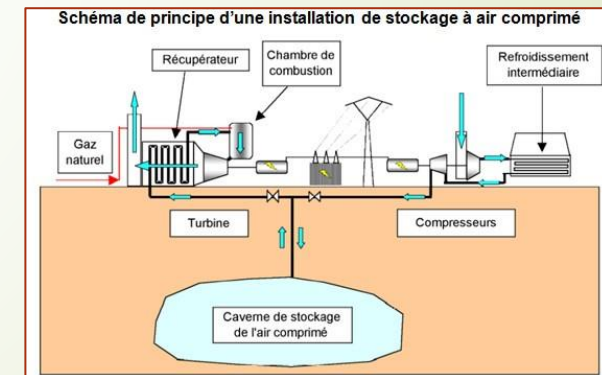 Schéma de principe d'une installation de stockage à air comprimé
Récupérateur
Chambre de
combustion
Refroidissement
intermédiaire
Gaz
naturel
Turbine
Compresseurs
Caverne de stockage
de l'air comprimé